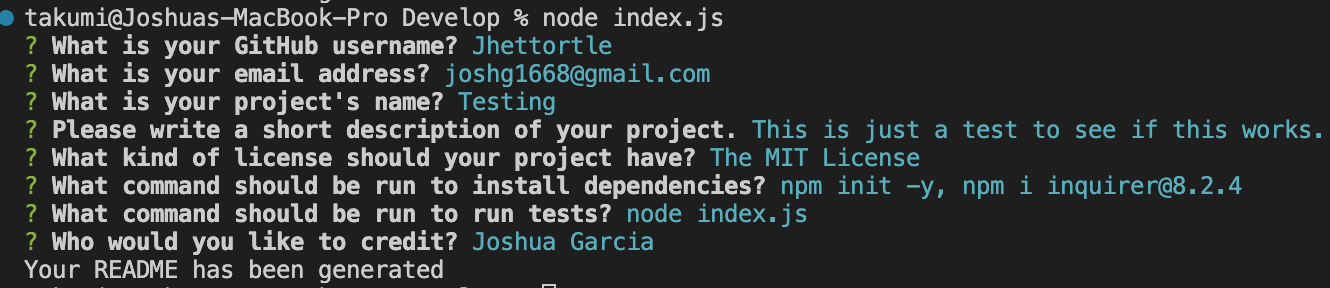 takumi@Joshuas-MacBook-Pro Develop % node index.js
? What is your GitHub username? Jhettortle
? What is your email address? joshg1668@gmail.com
? What is your project's name? Testing
? Please write a short description of your project. This is just a test to see if this works.
? What kind of license should your project have? The MIT License
? What command should be run to install dependencies? npm init -y, npm i inquirer@8.2.4
? What command should be run to run tests? node index.js
? Who would you like to credit? Joshua Garcia
Your README has been generated